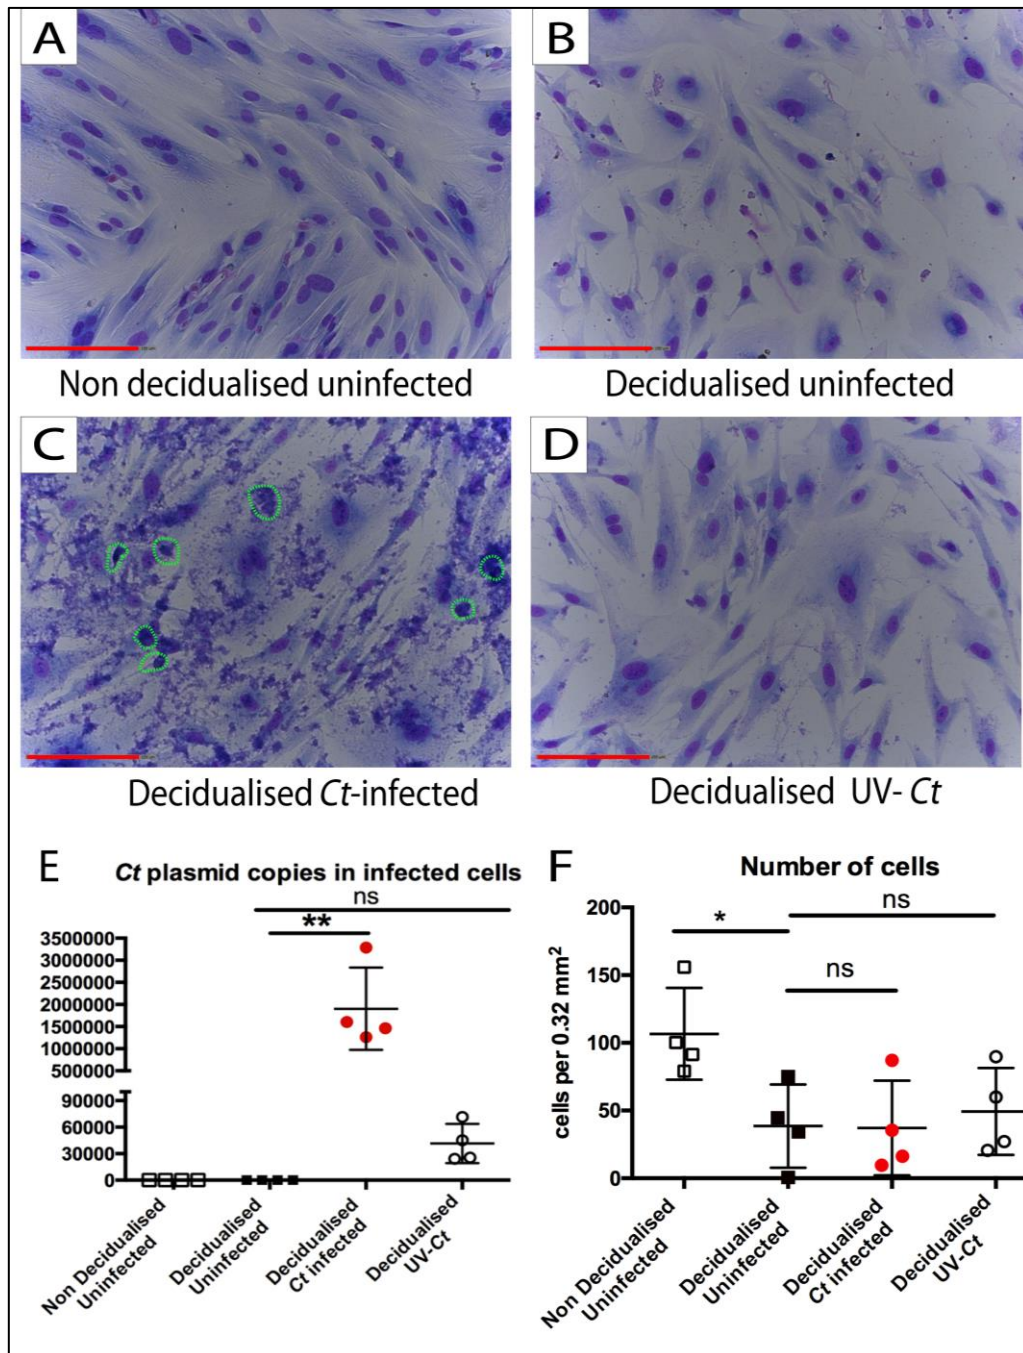 A
B
Non decidualised uninfected
Decidualised uninfected
C
D
Decidualised Ct-infected
Decidualised UV- Ct
E
Ct plasmid copies in infected cells
ns
**
3500000
3000000
2500000
2000000
1500000
1000000
500000
90000
60000
30000
0
Non Decidualised
Uninfected
Decidualised
Uninfected
Decidualised
Ct infected
Decidualised
UV-Ct
F
Number of cells
cells per 0.32 mm²
200
150
100
50
0
*
ns
ns
Non Decidualised
Uninfected
Decidualised
Uninfected
Decidualised
Ct infected
Decidualised
UV-Ct